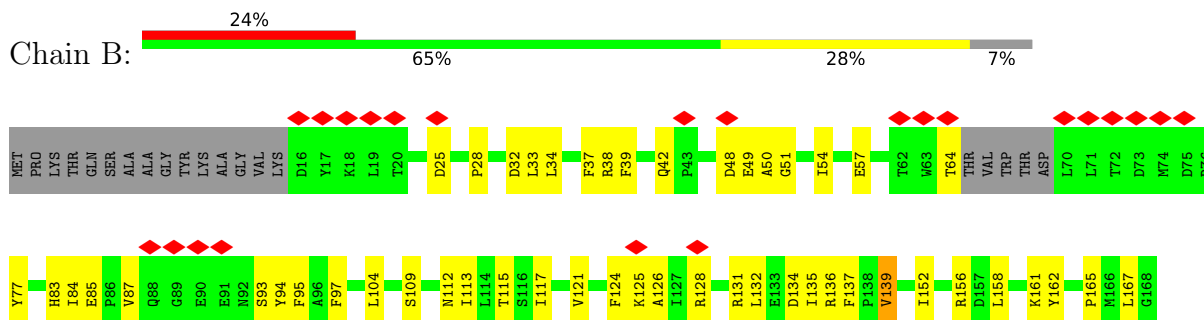 24%
Chain B:
65% 28% 7%
MET PRO LYS THR GLN SER ALA ALA GLY TYR LYS ALA GLY VAL LYS D16 Y17 K18 L19 T20 D25 P28 D32 L33 L34 F37 R38 F39 Q42 P43 D48 E49 A50 G51 I54 E57 T62 W63 T64 THR VAL TRP THR ASP L70 L71 T72 D73 M74 D75
Y77 H83 I84 E85 P86 V87 Q88 G89 E90 E91 N92 S93 Y94 F95 A96 F97 L104 S109 N112 I113 L114 T115 S116 I117 V121 F124 K125 A126 I127 R128 R131 L132 E133 D134 I135 R136 F137 P138 V139 I152 R156 D157 L158 K161 Y162 P165 M166 L167 G168